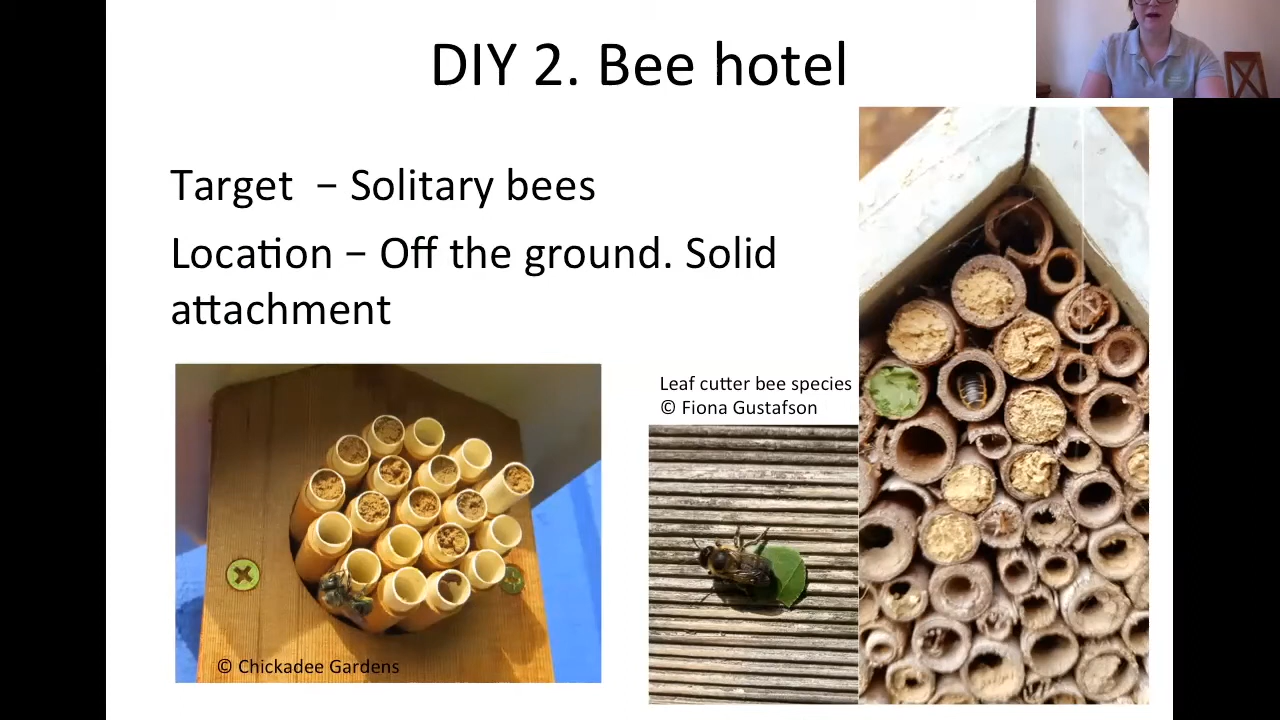 DIY 2. Bee hotel
Target – Solitary bees
Location – Off the ground. Solid
attachment
Leaf cutter bee species
© Fiona Gustafson
© Chickadee Gardens